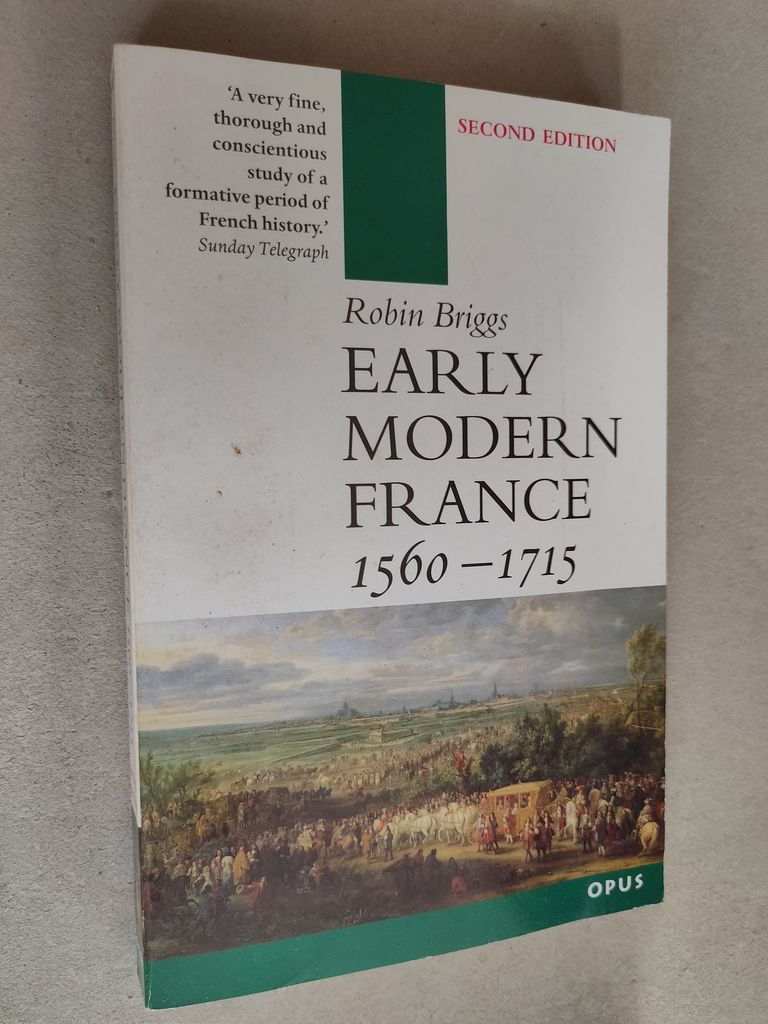 'A very fine,
thorough and
conscientious
study of a
formative period of
French history.'
Sunday Telegraph
SECOND EDITION
Robin Briggs
EARLY
MODERN
FRANCE
1560–1715
OPUS